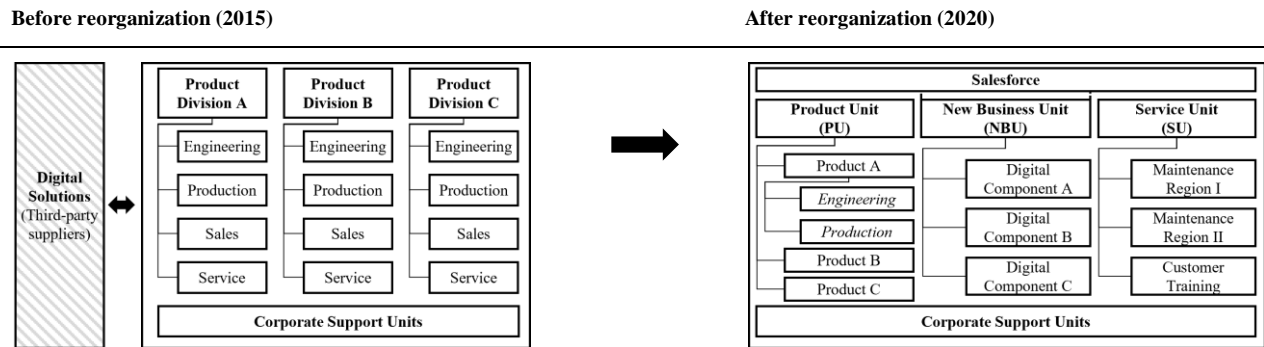 Before reorganization (2015)
After reorganization (2020)
Digital
Solutions
(Third-party
suppliers)
Product
Division A
Engineering
Production
Sales
Service
Product
Division B
Engineering
Production
Sales
Service
Product
Division C
Engineering
Production
Sales
Service
Corporate Support Units
Salesforce
Product Unit
(PU)
Product A
Engineering
Production
Product B
Product C
New Business Unit
(NBU)
Digital
Component A
Digital
Component B
Digital
Component C
Service Unit
(SU)
Maintenance
Region I
Maintenance
Region II
Customer
Training
Corporate Support Units